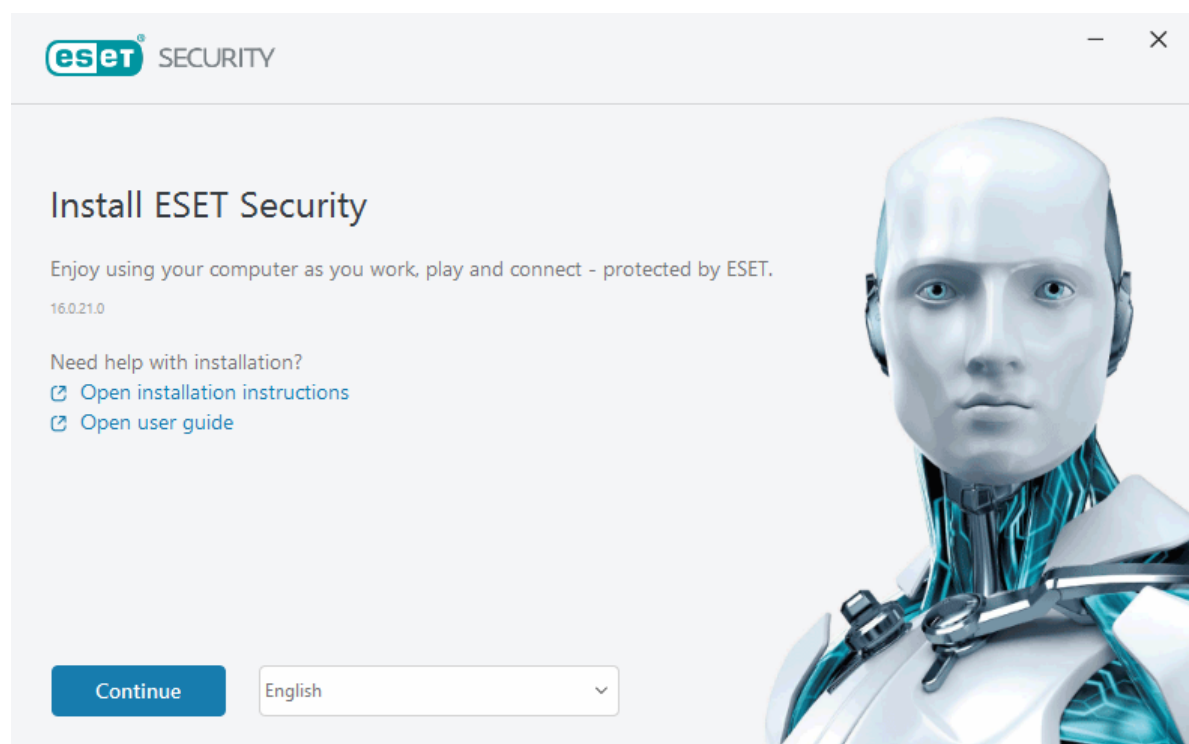 eset® SECURITY
Install ESET Security
Enjoy using your computer as you work, play and connect - protected by ESET.
16.0.21.0
Need help with installation?
Open installation instructions
Open user guide
Continue
English